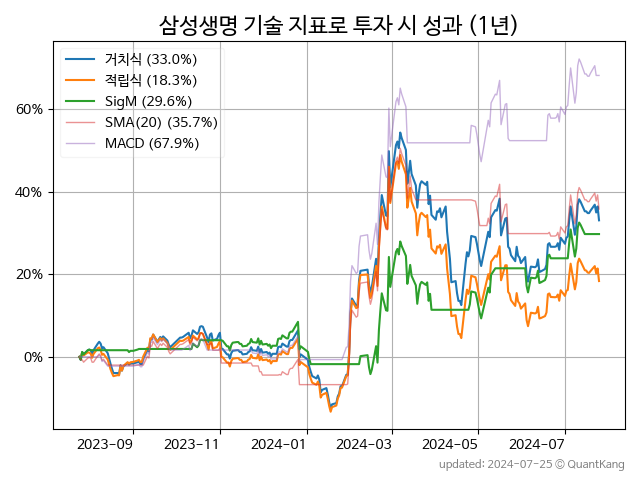 삼성생명 기술 지표로 투자 시 성과 (1년)
거치식 (33.0%)
적립식 (18.3%)
SigM (29.6%)
SMA(20) (35.7%)
MACD (67.9%)
60%
40%
20%
0%
2023-09 2023-11 2024-01 2024-03 2024-05 2024-07
updated: 2024-07-25 © QuantKang